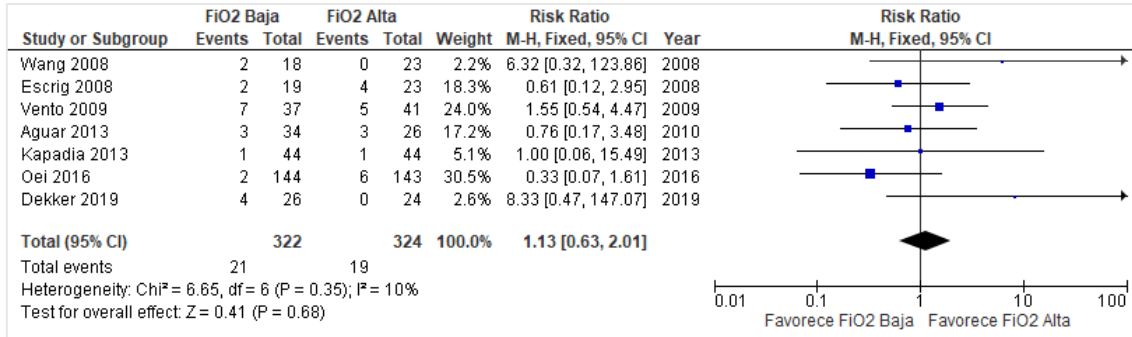 FiO2 Baja FiO2 Alta Risk Ratio Risk Ratio
Study or Subgroup Events Total Events Total Weight M-H, Fixed, 95% CI Year M-H, Fixed, 95% CI
Wang 2008 2 18 0 23 2.2% 6.32 [0.32, 123.86] 2008
Escrig 2008 2 19 4 23 18.3% 0.61 [0.12, 2.95] 2008
Vento 2009 7 37 5 41 24.0% 1.55 [0.54, 4.47] 2009
Aguar 2013 3 34 3 26 17.2% 0.76 [0.17, 3.48] 2010
Kapadia 2013 1 44 1 44 5.1% 1.00 [0.06, 15.49] 2013
Oei 2016 2 144 6 143 30.5% 0.33 [0.07, 1.61] 2016
Dekker 2019 4 26 0 24 2.6% 8.33 [0.47, 147.07] 2019
Total (95% CI) 322 324 100.0% 1.13 [0.63, 2.01]
Total events 21 19
Heterogeneity: Chi² = 6.65, df = 6 (P = 0.35); I² = 10%
Test for overall effect: Z = 0.41 (P = 0.68)
0.01 0.1 1 10 100
Favorece FiO2 Baja Favorece FiO2 Alta